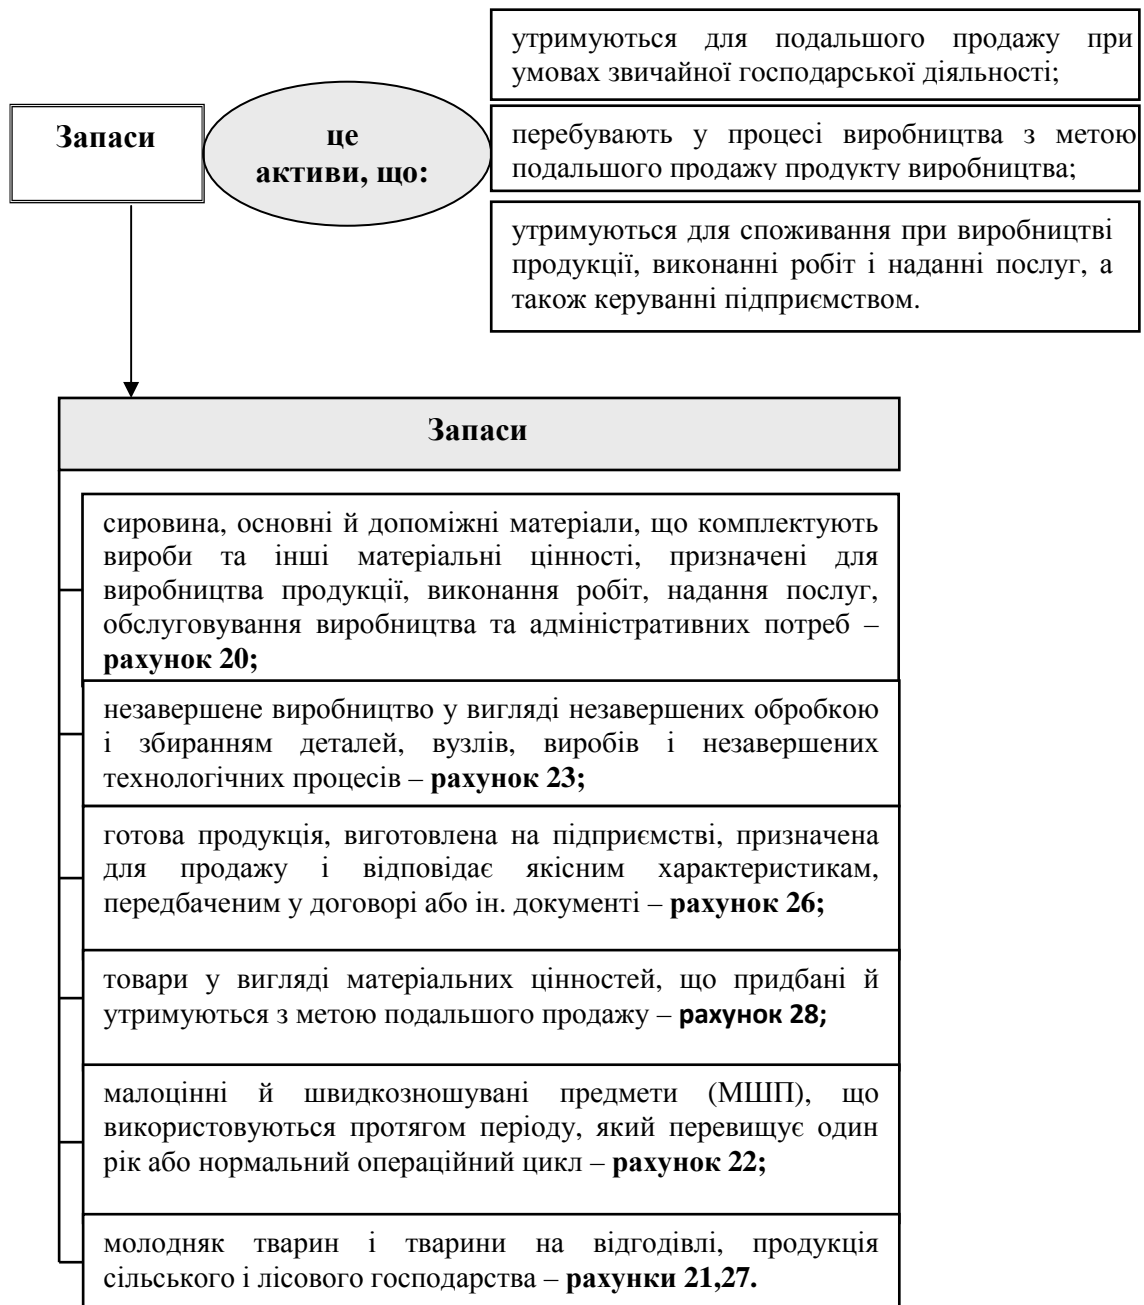 Запаси
це
активи, що:
утримуються для подальшого продажу при
умовах звичайної господарської діяльності;
перебувають у процесі виробництва з метою
подальшого продажу продукту виробництва;
утримуються для споживання при виробництві
продукції, виконанні робіт і наданні послуг, а
також керуванні підприємством.
Запаси
сировина, основні й допоміжні матеріали, що комплектують
вироби та інші матеріальні цінності, призначені для
виробництва продукції, виконання робіт, надання послуг,
обслуговування виробництва та адміністративних потреб –
рахунок 20;
незавершене виробництво у вигляді незавершених обробкою
і збиранням деталей, вузлів, виробів і незавершених
технологічних процесів – рахунок 23;
готова продукція, виготовлена на підприємстві, призначена
для продажу і відповідає якісним характеристикам,
передбаченим у договорі або ін. документі – рахунок 26;
товари у вигляді матеріальних цінностей, що придбані й
утримуються з метою подальшого продажу – рахунок 28;
малоцінні й швидкозношувані предмети (МШП), що
використовуються протягом періоду, який перевищує один
рік або нормальний операційний цикл – рахунок 22;
молодняк тварин і тварини на відгодівлі, продукція
сільського і лісового господарства – рахунки 21,27.